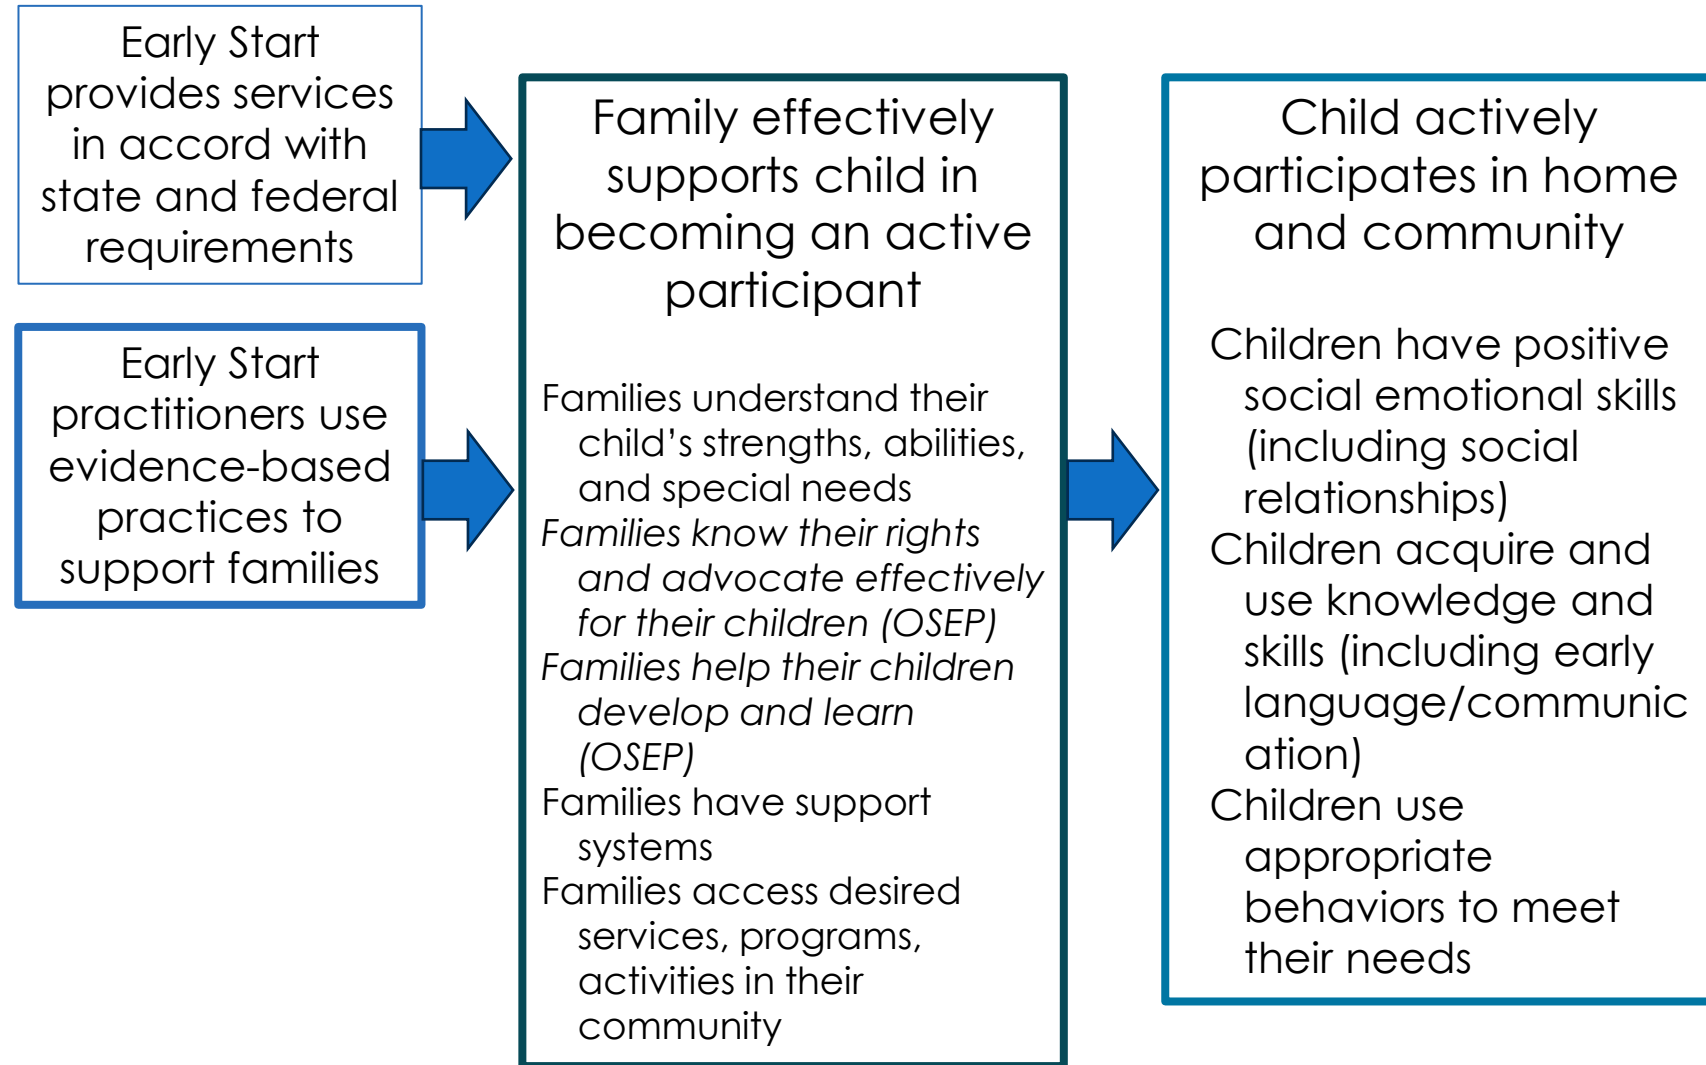 Early Start
provides services
in accord with
state and federal
requirements
Early Start
practitioners use
evidence-based
practices to
support families
Family effectively
supports child in
becoming an active
participant
Families understand their
child’s strengths, abilities,
and special needs
Families know their rights
and advocate effectively
for their children (OSEP)
Families help their children
develop and learn
(OSEP)
Families have support
systems
Families access desired
services, programs,
activities in their
community
Child actively
participates in home
and community
Children have positive
social emotional skills
(including social
relationships)
Children acquire and
use knowledge and
skills (including early
language/communic
ation)
Children use
appropriate
behaviors to meet
their needs